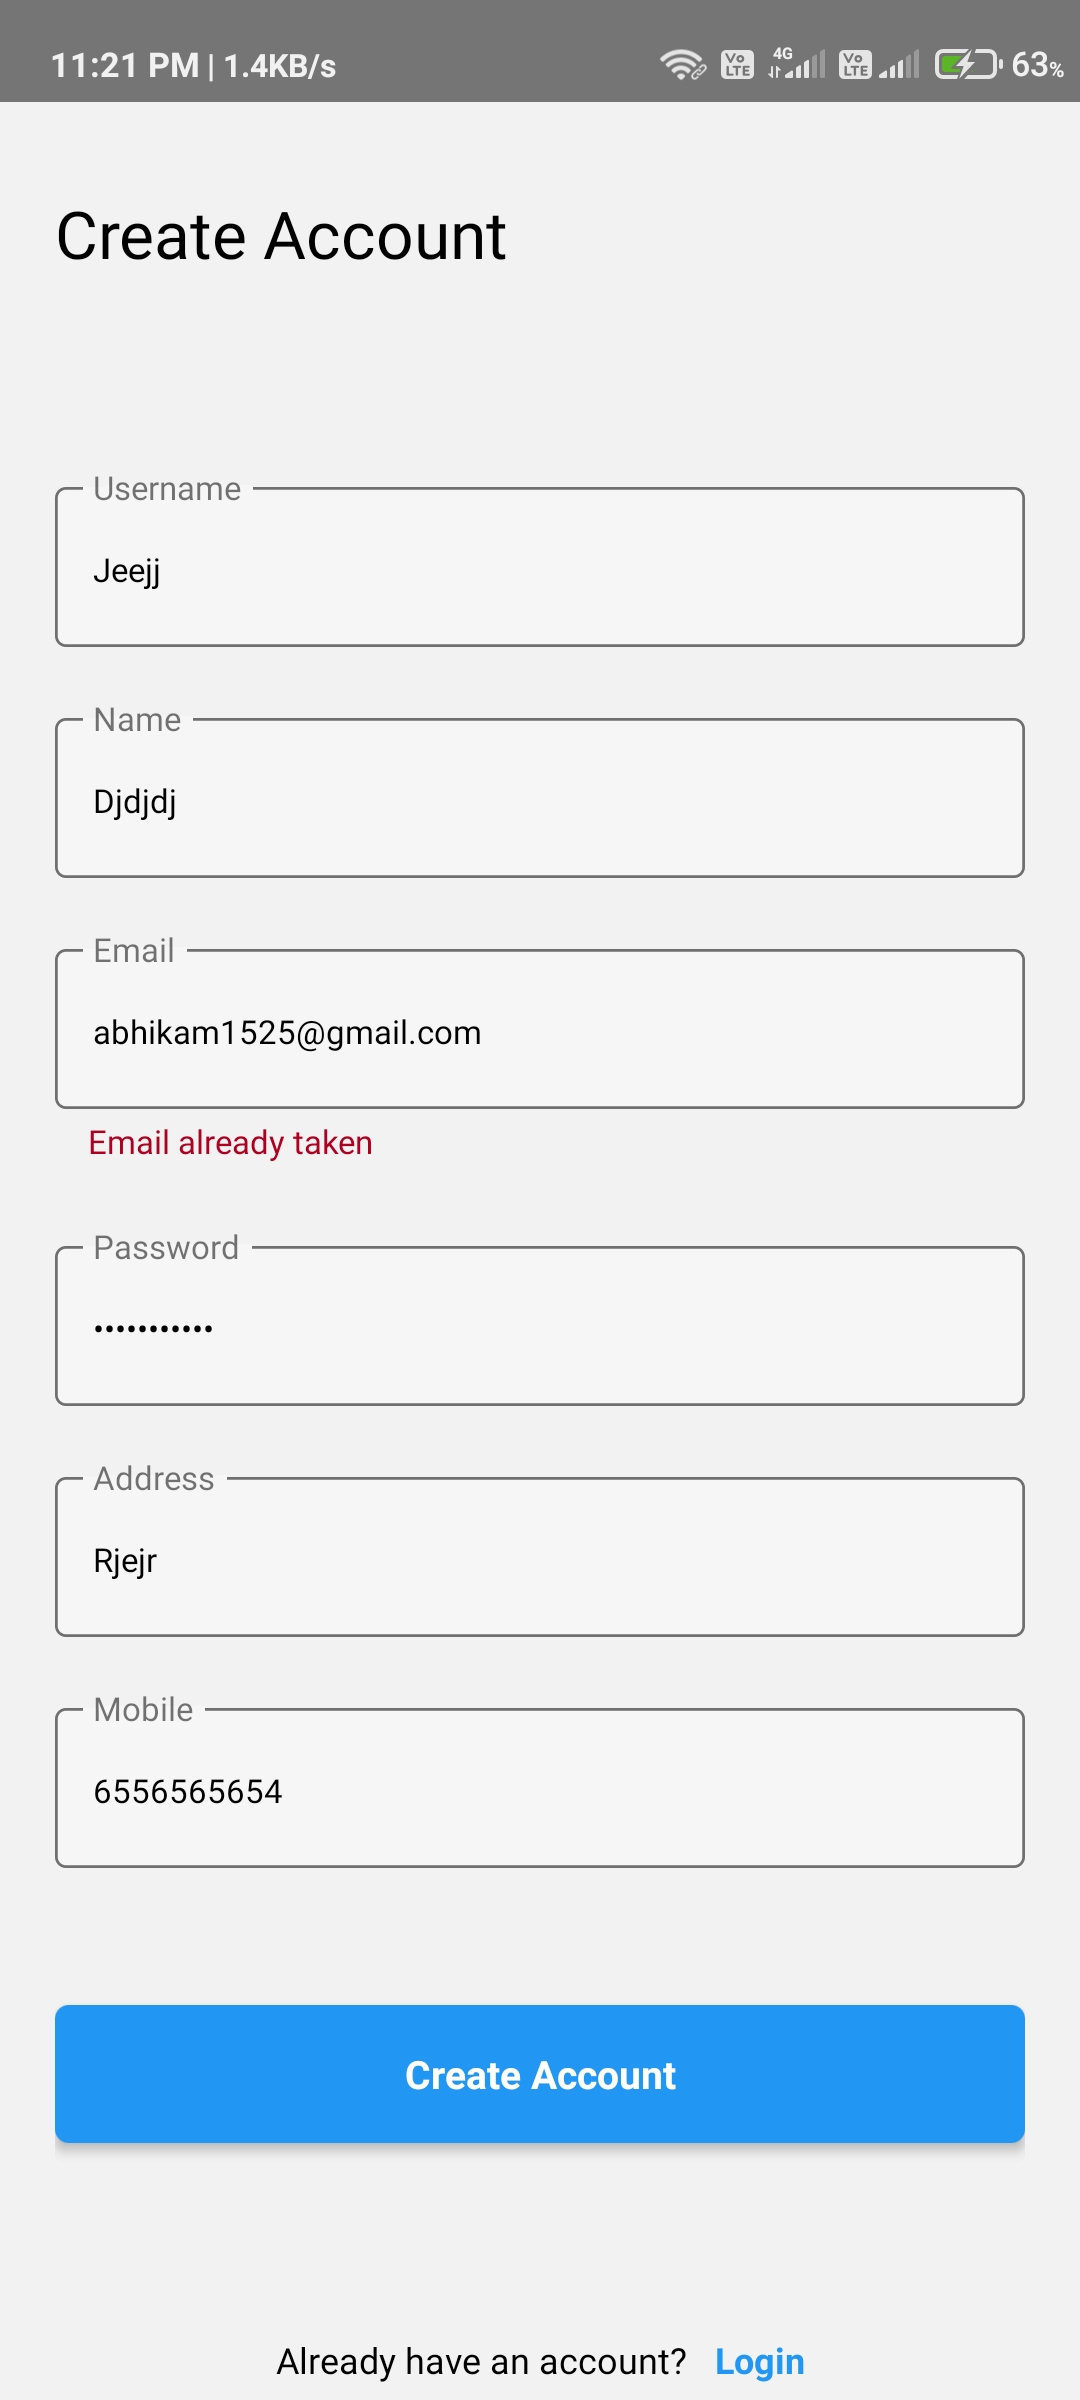 11:21 PM | 1.4KB/s Vo LTE 4G Vo LTE 63%
Create Account
Username
Jeejj
Name
Djdjdj
Email
abhikam1525@gmail.com
Email already taken
Password
•••••••••••
Address
Rjejr
Mobile
6556565654
Create Account
Already have an account? Login